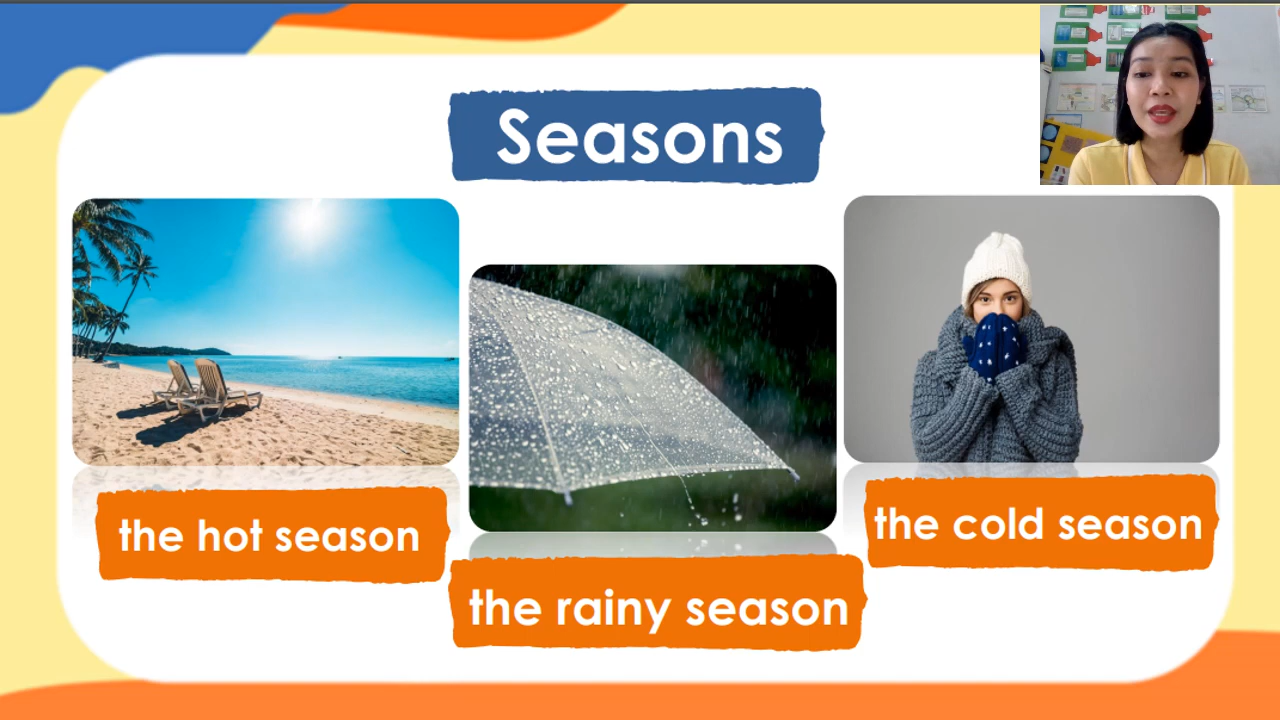 Seasons
the hot season
the rainy season
the cold season